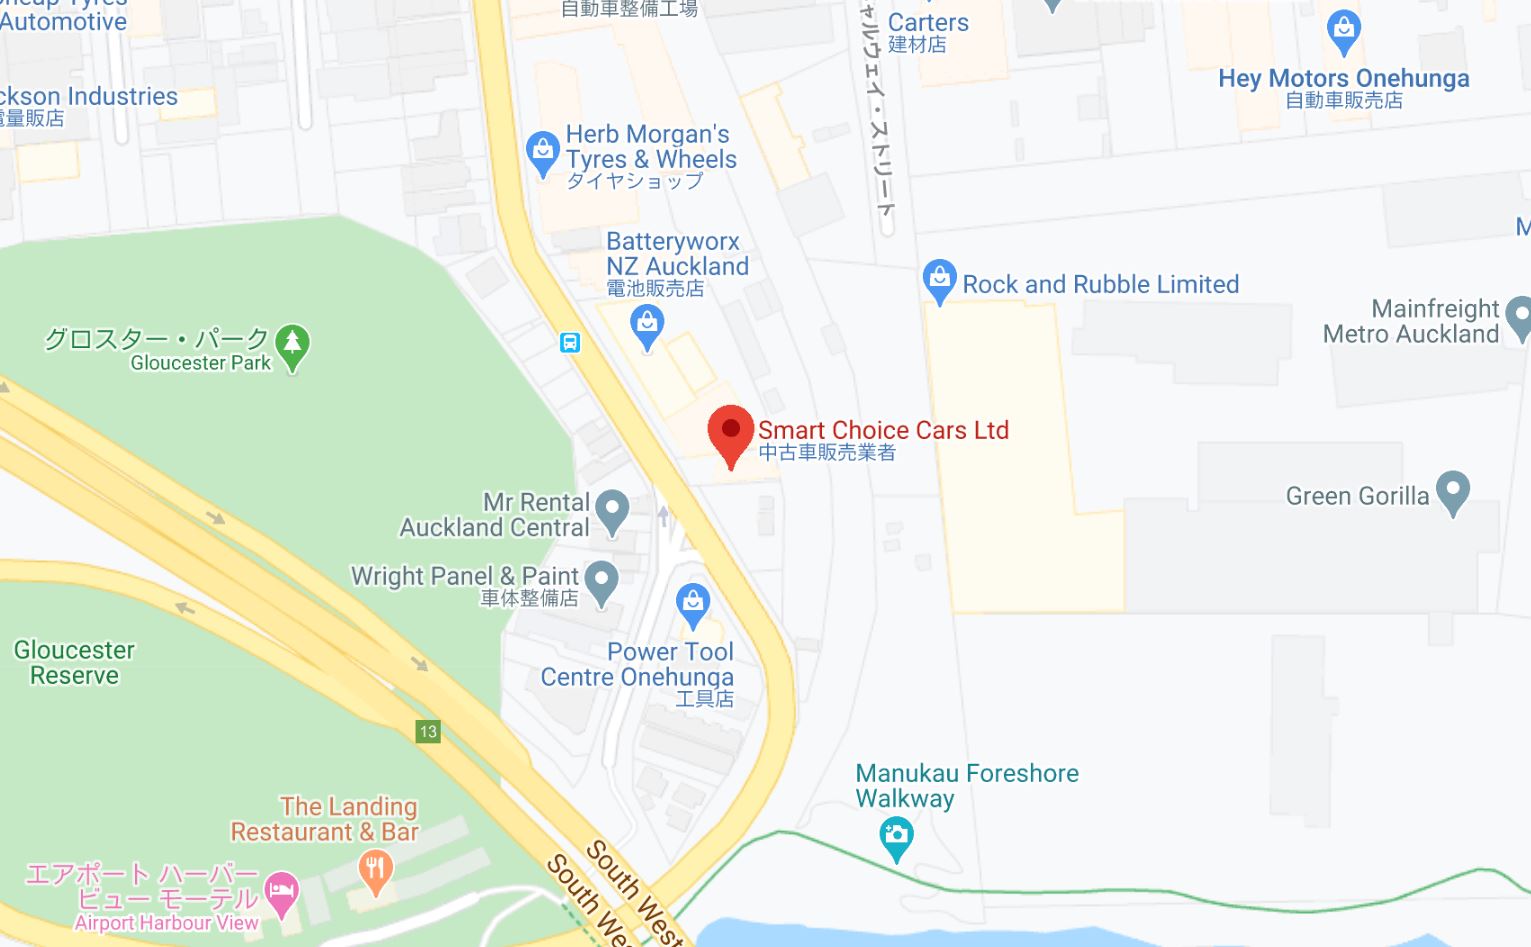 Automotive
自動車整備工場
Carters
建材店
ャルウェイ・ストリート
Hey Motors Onehunga
自動車販売店
ckson Industries
電量販店
Herb Morgan's
Tyres & Wheels
タイヤショップ
Batteryworx
NZ Auckland
電池販売店
Rock and Rubble Limited
Mainfreight
Metro Auckland
グロスター・パーク
Gloucester Park
Smart Choice Cars Ltd
中古車販売業者
Mr Rental
Auckland Central
Green Gorilla
Wright Panel & Paint
車体整備店
Gloucester
Reserve
Power Tool
Centre Onehunga
工具店
13
Manukau Foreshore
Walkway
The Landing
Restaurant & Bar
エアポート ハーバー
ビュー モーテル
Airport Harbour View
South West
South Wes